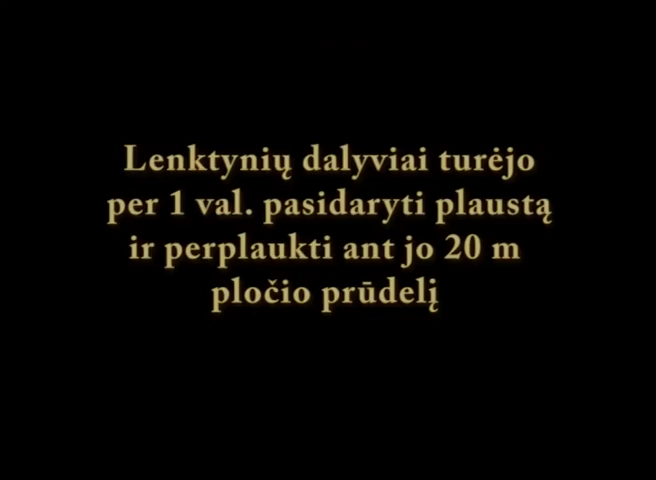 Lenktynių dalyviai turėjo
per 1 val. pasidaryti plaustą
ir perplaukti ant jo 20 m
pločio prūdelį